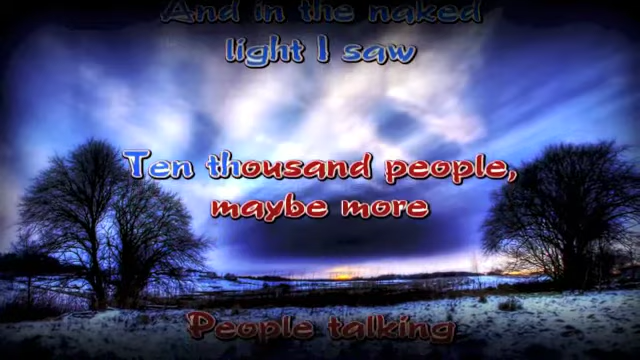 And in the naked
light I saw
Ten thousand people,
maybe more
People talking